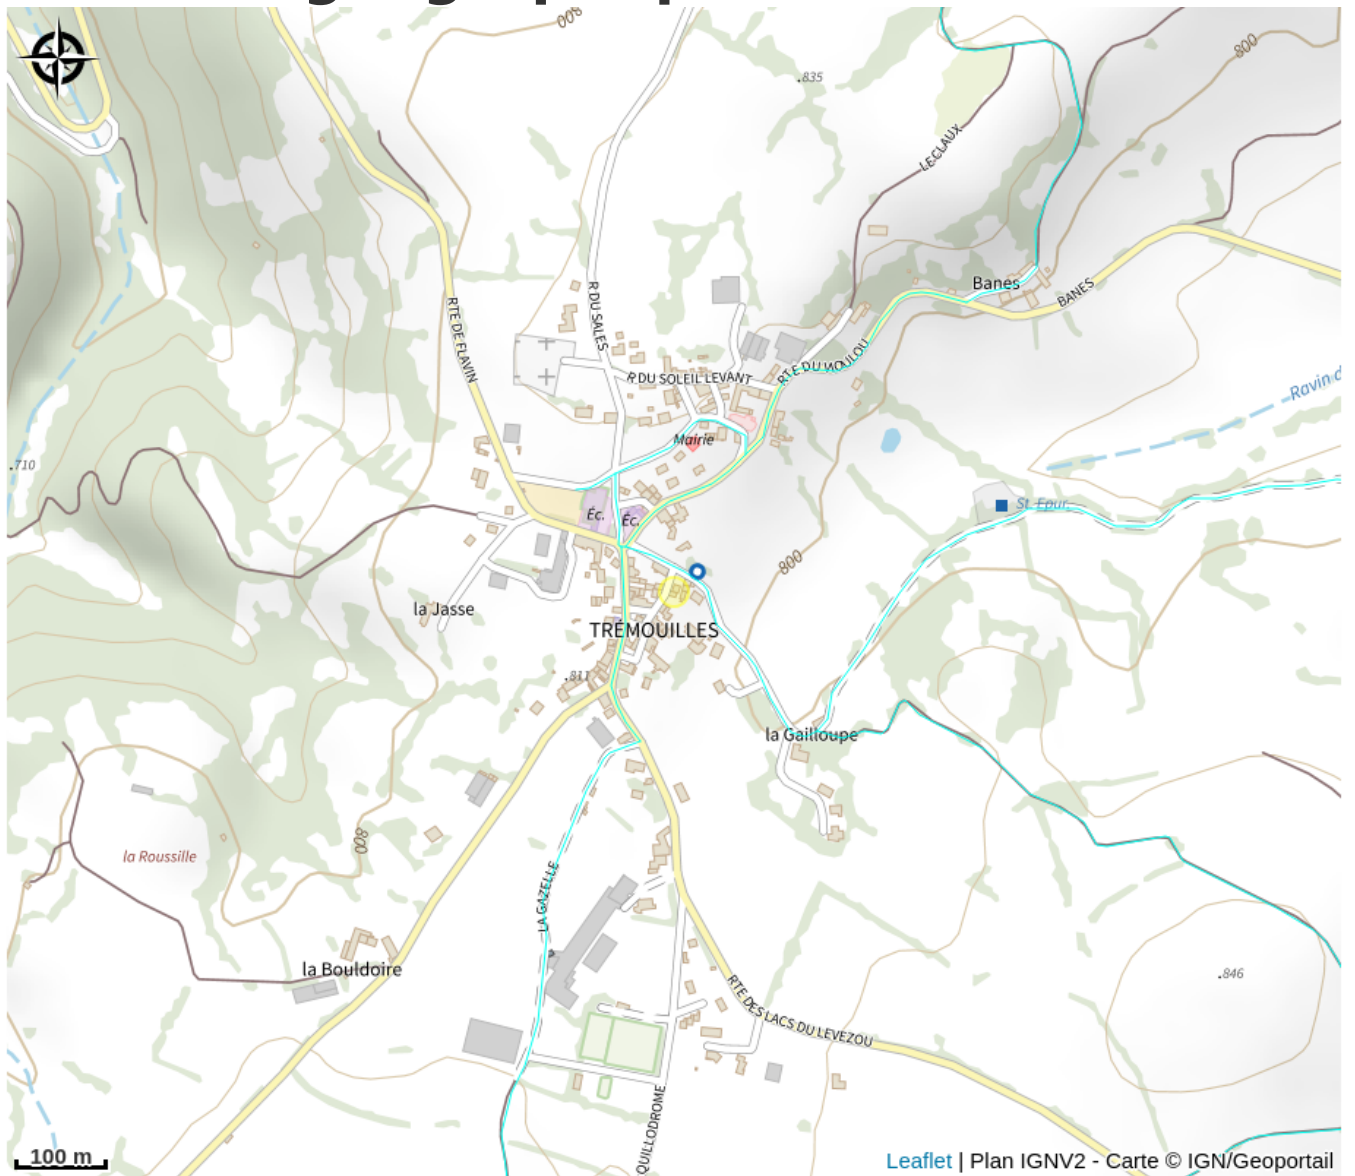 800
800
.835
LE CLAUX
Banes
BANES
RTE DE FLAVIN
R DU SALES
R DU SOLEIL LEVANT
RTE DU MOULOU
Ravin d
Mairie
.710
Éc.
Éc.
St. Epur.
800
la Jasse
TRÉMOUILLES
.811
la Gailloupe
800
la Roussille
LA GAZELLE
la Bouldoire
.846
RTE DES LACS DU LEVEZOU
QUILLODROME
100 m
Leaflet | Plan IGNV2 - Carte © IGN/Geoportail